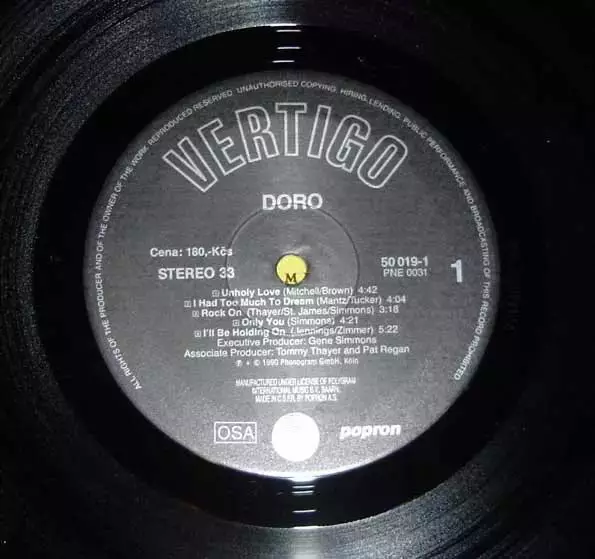 ALL RIGHTS OF THE PRODUCER AND OF THE OWNER OF THE WORK REPRODUCED RESERVED. UNAUTHORISED COPYING, HIRING, LENDING, PUBLIC PERFORMANCE AND BROADCASTING OF THIS RECORD PROHIBITED
VERTIGO
DORO
Cena: 180,-Kčs
50 019-1
STEREO 33
PNE 0031
1
M
1 Unholy Love (Mitchell/Brown) 4:42
2 I Had Too Much To Dream (Mantz/Tucker) 4:04
3 Rock On (Thayer/St. James/Simmons) 3:18
4 Only You (Simmons) 4:21
5 I'll Be Holding On (Jennings/Zimmer) 5:22
Executive Producer: Gene Simmons
Associate Producer: Tommy Thayer and Pat Regan
℗ + © 1990 Phonogram GmbH, Köln
MANUFACTURED UNDER LICENSE OF POLYGRAM
INTERNATIONAL MUSIC B.V., BAARN.
MADE IN C.S.F.R. BY POPRON A.S.
OSA
popron